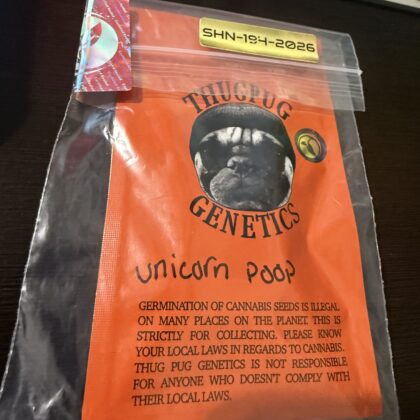 SHN-194-2026
THUGPUG
GENETICS
unicorn poop
GERMINATION OF CANNABIS SEEDS IS ILLEGAL
ON MANY PLACES ON THE PLANET. THIS IS
STRICTLY FOR COLLECTING. PLEASE KNOW
YOUR LOCAL LAWS IN REGARDS TO CANNABIS.
THUG PUG GENETICS IS NOT RESPONSIBLE
FOR ANYONE WHO DOESN'T COMPLY WITH
THEIR LOCAL LAWS.